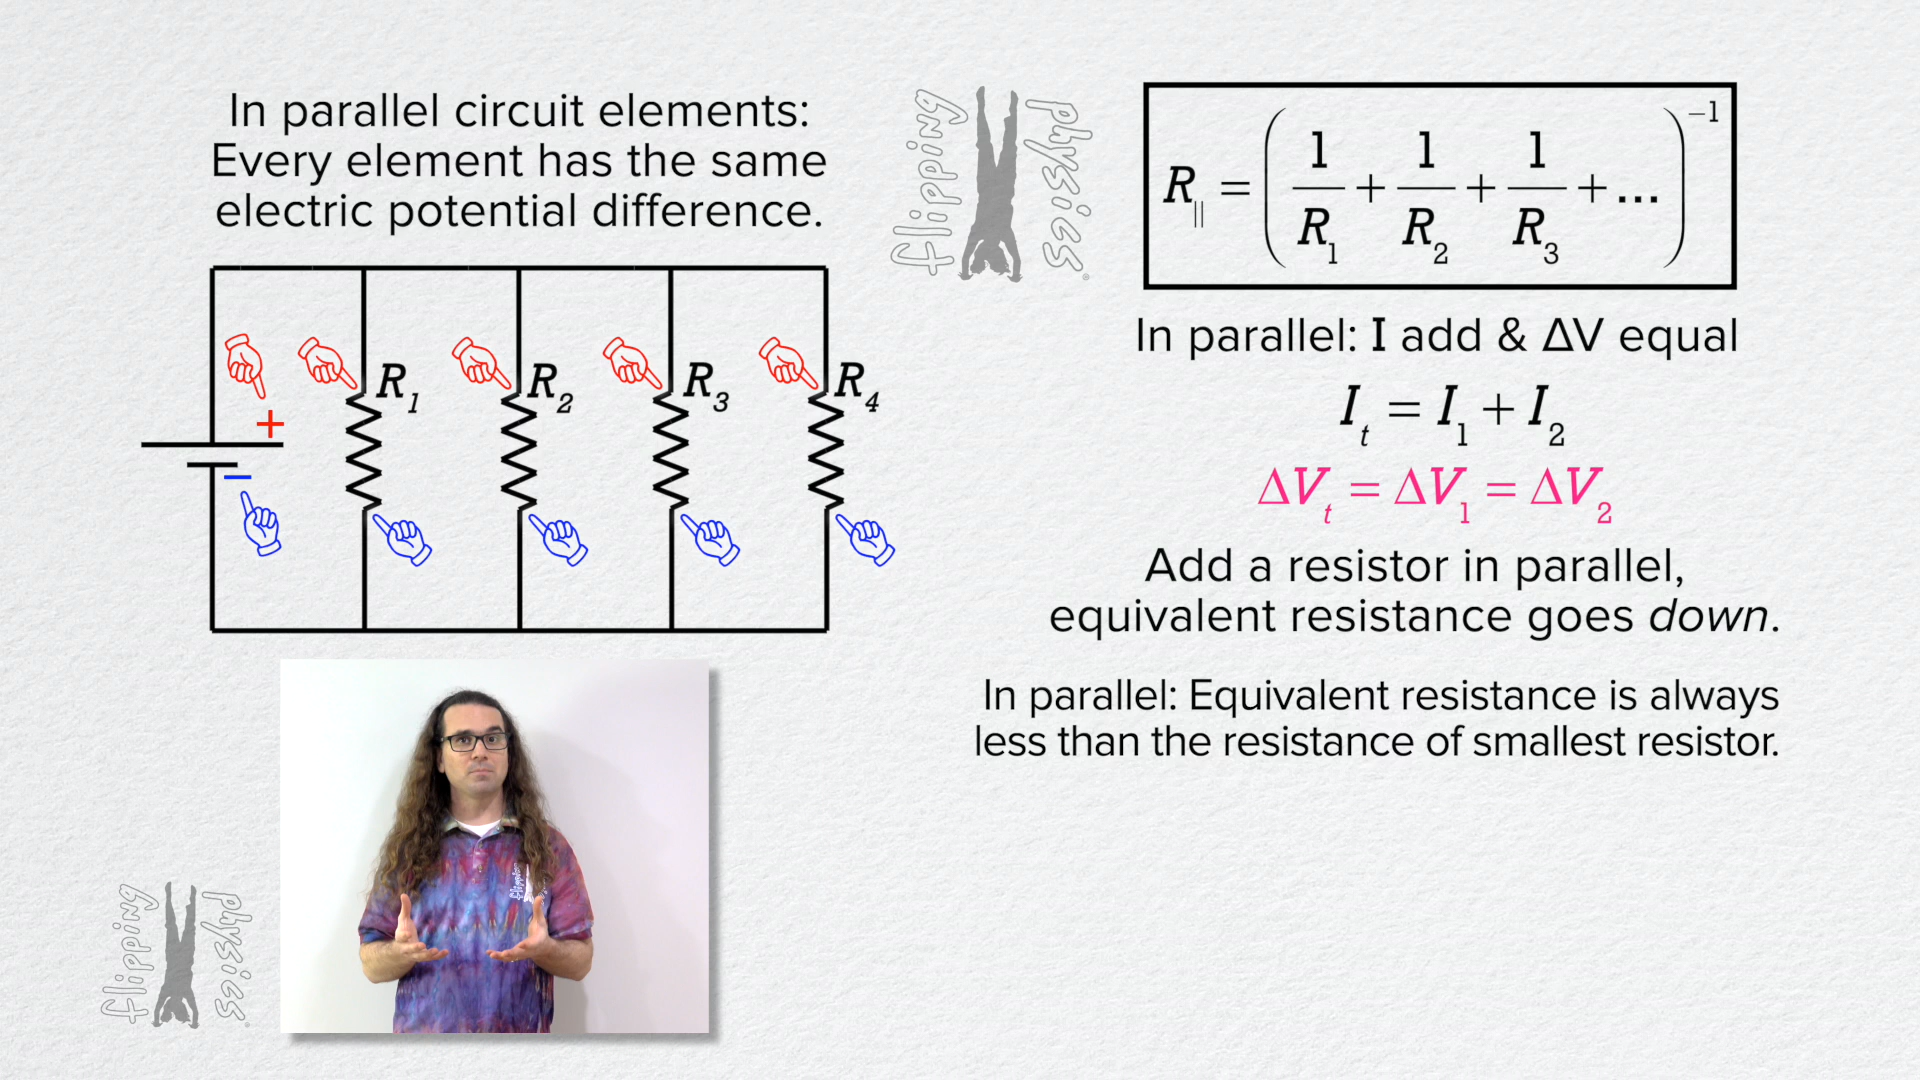 In parallel circuit elements:
Every element has the same
electric potential difference.
flipping physics®
R∥ = (1/R₁ + 1/R₂ + 1/R₃ + ...)⁻¹
In parallel: I add & ΔV equal
Iₜ = I₁ + I₂
ΔVₜ = ΔV₁ = ΔV₂
Add a resistor in parallel,
equivalent resistance goes down.
In parallel: Equivalent resistance is always
less than the resistance of smallest resistor.
+
−
R₁
R₂
R₃
R₄
flipping
flipping physics